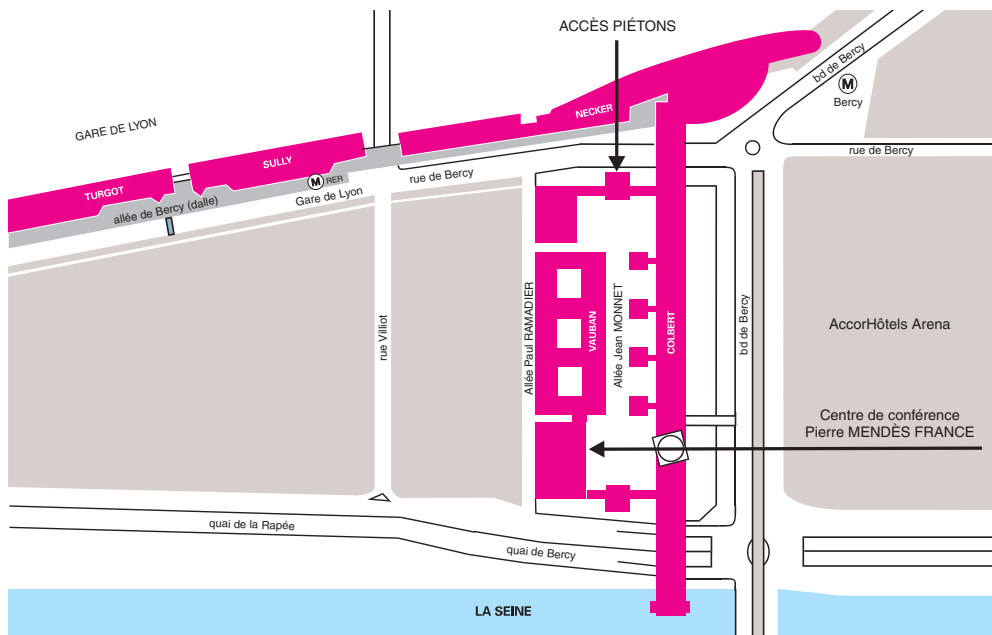 ACCÈS PIÉTONS
bd de Bercy
M
Bercy
NECKER
GARE DE LYON
SULLY
rue de Bercy
rue de Bercy
M RER
Gare de Lyon
TURGOT
allée de Bercy (dalle)
Allée Paul RAMADIER
VAUBAN
Allée Jean MONNET
COLBERT
bd de Bercy
rue Villiot
AccorHôtels Arena
Centre de conférence
Pierre MENDÈS FRANCE
quai de la Rapée
quai de Bercy
LA SEINE